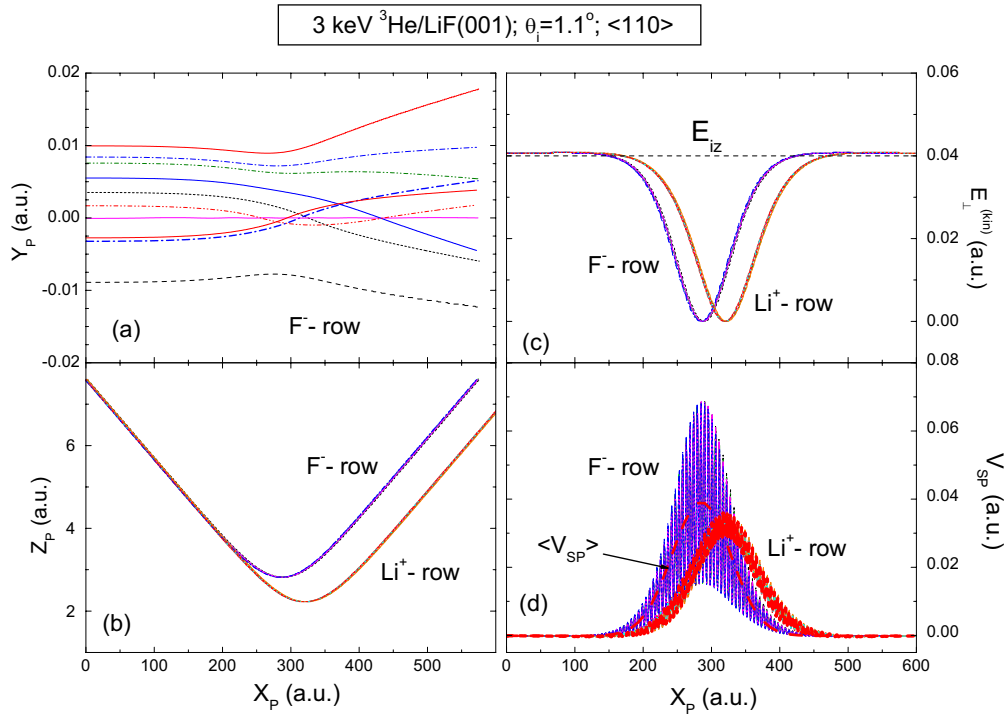 3 keV ³He/LiF(001); θᵢ=1.1°; <110>
0.02
0.01
0.00
-0.01
-0.02
Y_P (a.u.)
(a)
F⁻- row
0.06
0.04
0.02
0.00
E_⊥^(kin) (a.u.)
E_iz
F⁻- row
Li⁺- row
(c)
6
4
2
Z_P (a.u.)
F⁻- row
Li⁺- row
(b)
0 100 200 300 400 500
X_P (a.u.)
0.08
0.06
0.04
0.02
0.00
V_SP (a.u.)
F⁻- row
<V_SP>
Li⁺- row
(d)
0 100 200 300 400 500 600
X_P (a.u.)